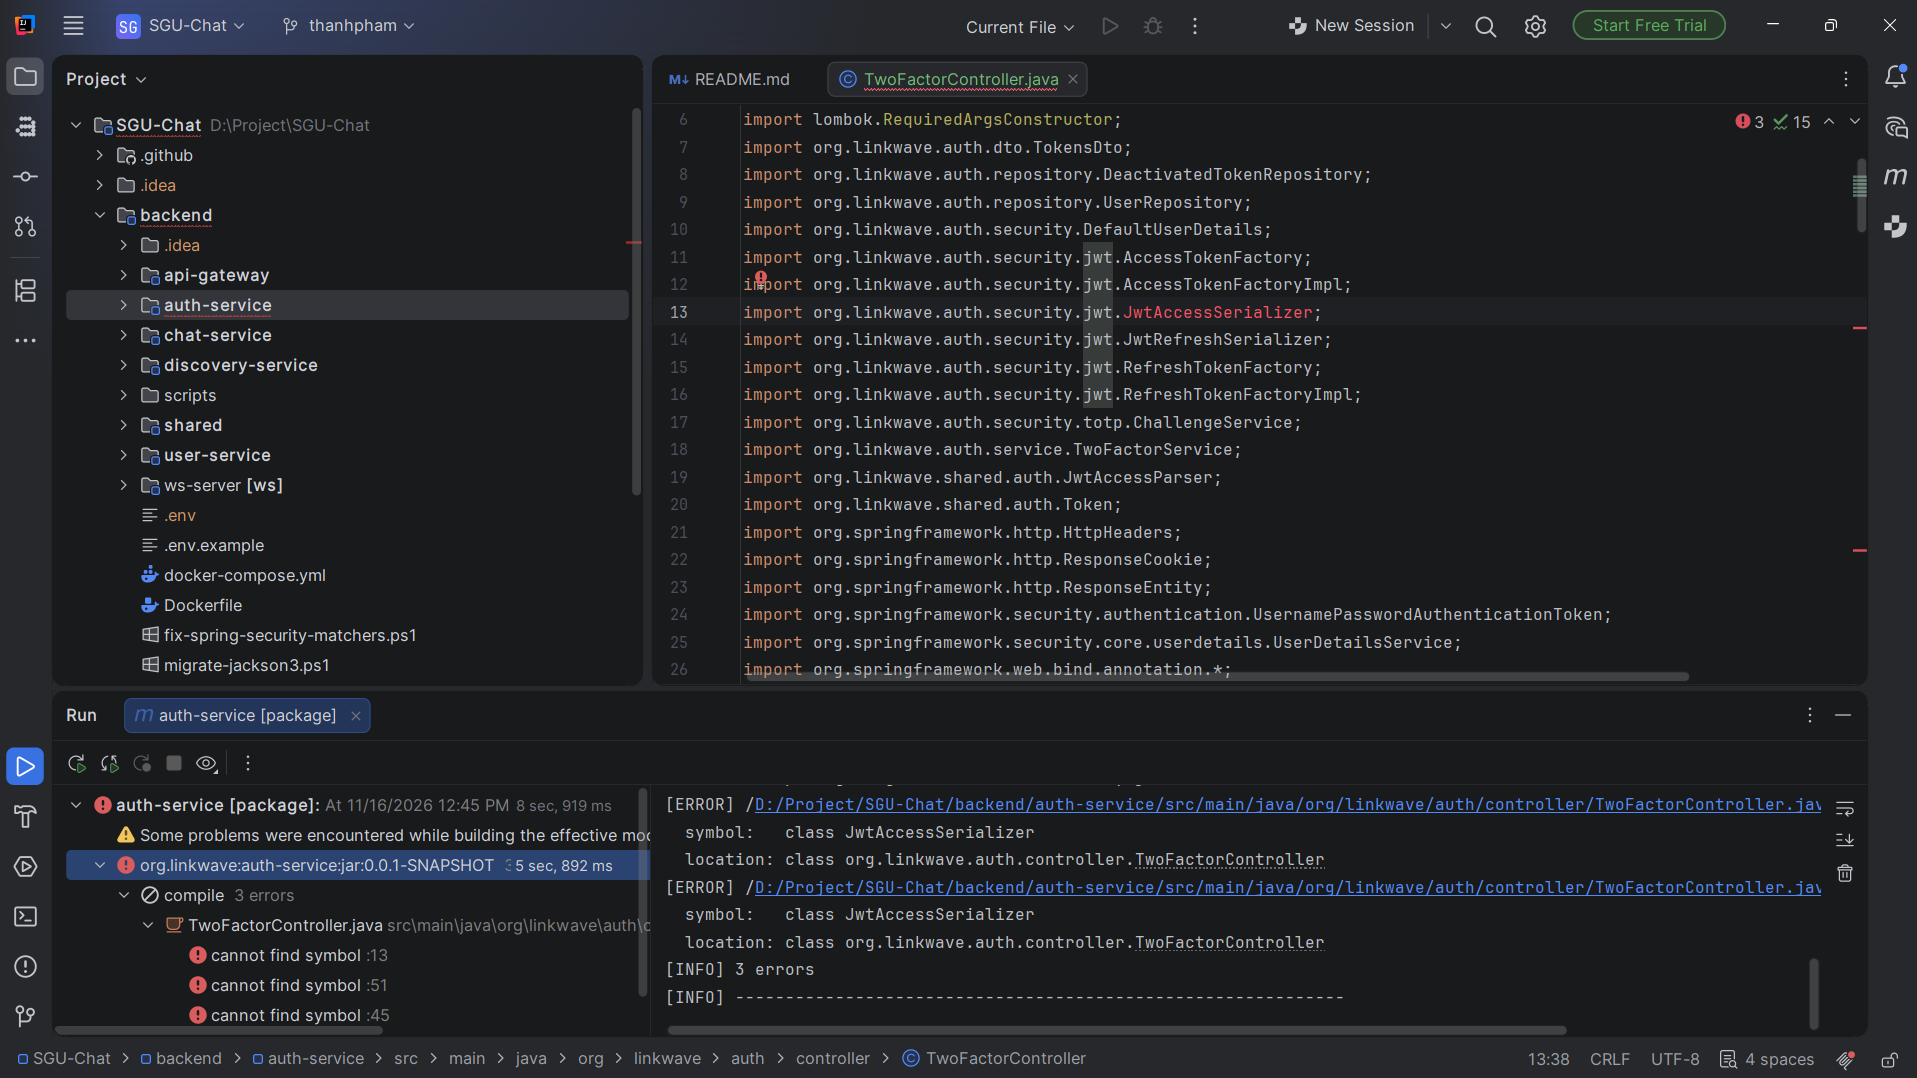 SG SGU-Chat thanhpham Current File New Session Start Free Trial
Project
SGU-Chat D:\Project\SGU-Chat
.github
.idea
backend
.idea
api-gateway
auth-service
chat-service
discovery-service
scripts
shared
user-service
ws-server [ws]
.env
.env.example
docker-compose.yml
Dockerfile
fix-spring-security-matchers.ps1
migrate-jackson3.ps1
M↓ README.md TwoFactorController.java
3 15
6 import lombok.RequiredArgsConstructor;
7 import org.linkwave.auth.dto.TokensDto;
8 import org.linkwave.auth.repository.DeactivatedTokenRepository;
9 import org.linkwave.auth.repository.UserRepository;
10 import org.linkwave.auth.security.DefaultUserDetails;
11 import org.linkwave.auth.security.jwt.AccessTokenFactory;
12 import org.linkwave.auth.security.jwt.AccessTokenFactoryImpl;
13 import org.linkwave.auth.security.jwt.JwtAccessSerializer;
14 import org.linkwave.auth.security.jwt.JwtRefreshSerializer;
15 import org.linkwave.auth.security.jwt.RefreshTokenFactory;
16 import org.linkwave.auth.security.jwt.RefreshTokenFactoryImpl;
17 import org.linkwave.auth.security.totp.ChallengeService;
18 import org.linkwave.auth.service.TwoFactorService;
19 import org.linkwave.shared.auth.JwtAccessParser;
20 import org.linkwave.shared.auth.Token;
21 import org.springframework.http.HttpHeaders;
22 import org.springframework.http.ResponseCookie;
23 import org.springframework.http.ResponseEntity;
24 import org.springframework.security.authentication.UsernamePasswordAuthenticationToken;
25 import org.springframework.security.core.userdetails.UserDetailsService;
26 import org.springframework.web.bind.annotation.*;
Run auth-service [package]
auth-service [package]: At 11/16/2026 12:45 PM 8 sec, 919 ms
Some problems were encountered while building the effective mo
org.linkwave:auth-service:jar:0.0.1-SNAPSHOT 5 sec, 892 ms
compile 3 errors
TwoFactorController.java src\main\java\org\linkwave\auth\c
cannot find symbol :13
cannot find symbol :51
cannot find symbol :45
[ERROR] /D:/Project/SGU-Chat/backend/auth-service/src/main/java/org/linkwave/auth/controller/TwoFactorController.jav
symbol: class JwtAccessSerializer
location: class org.linkwave.auth.controller.TwoFactorController
[ERROR] /D:/Project/SGU-Chat/backend/auth-service/src/main/java/org/linkwave/auth/controller/TwoFactorController.jav
symbol: class JwtAccessSerializer
location: class org.linkwave.auth.controller.TwoFactorController
[INFO] 3 errors
[INFO] -------------------------------------------------------------
SGU-Chat > backend > auth-service > src > main > java > org > linkwave > auth > controller > TwoFactorController 13:38 CRLF UTF-8 4 spaces